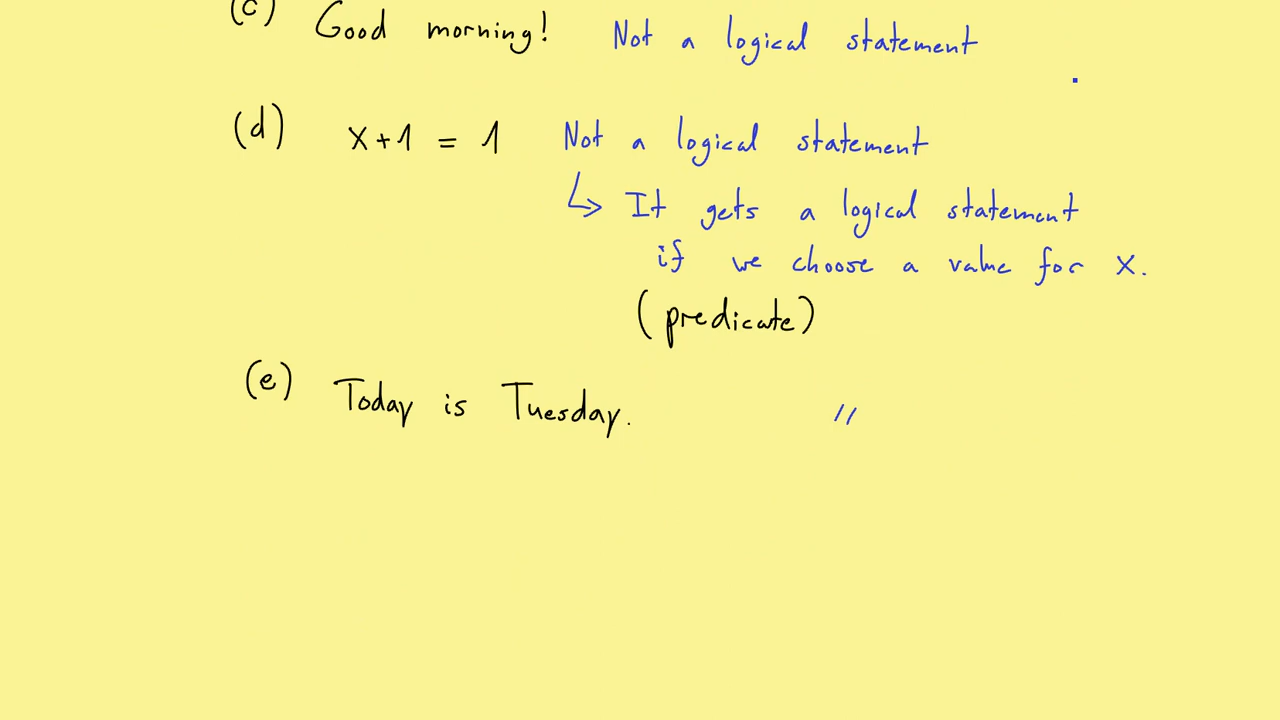 (c) Good morning! Not a logical statement
(d) x+1 = 1 Not a logical statement
↳ It gets a logical statement
if we choose a value for x.
(predicate)
(e) Today is Tuesday. //